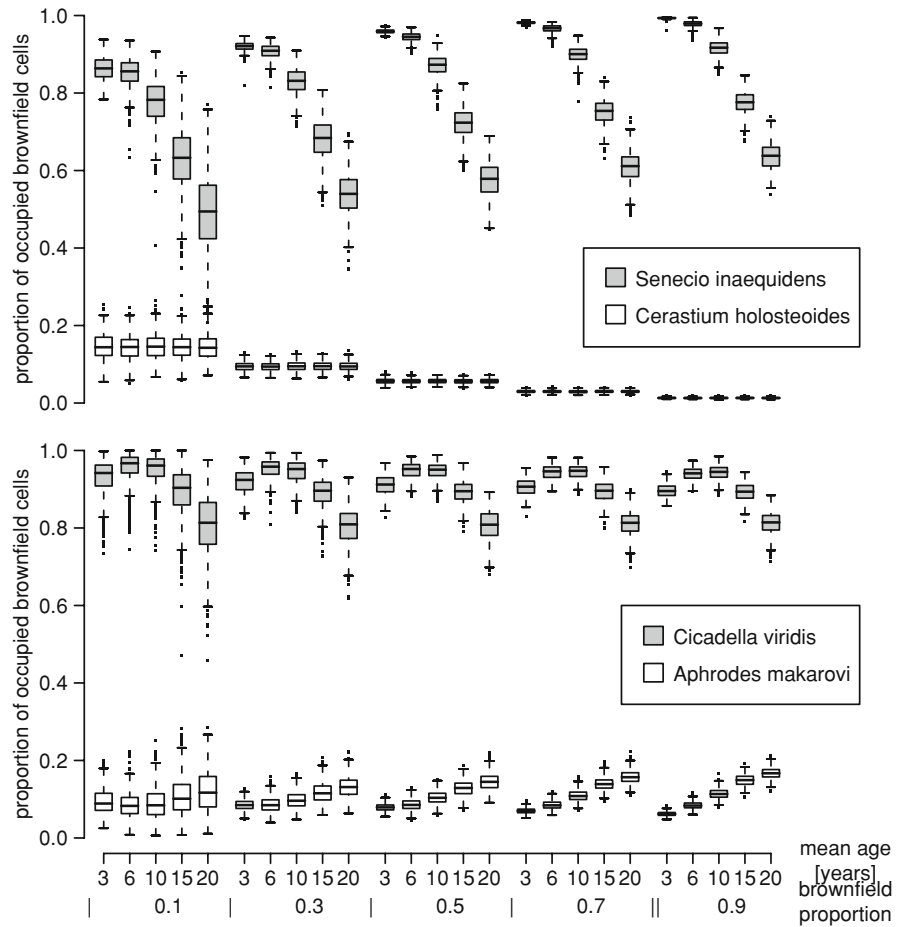 proportion of occupied brownfield cells
1.0
0.8
0.6
0.4
0.2
0.0
Senecio inaequidens
Cerastium holosteoides
proportion of occupied brownfield cells
1.0
0.8
0.6
0.4
0.2
0.0
Cicadella viridis
Aphrodes makarovi
3 6 10 15 20 3 6 10 15 20 3 6 10 15 20 3 6 10 15 20 3 6 10 15 20
mean age
[years]
| 0.1 | 0.3 | 0.5 | 0.7 || 0.9
brownfield
proportion